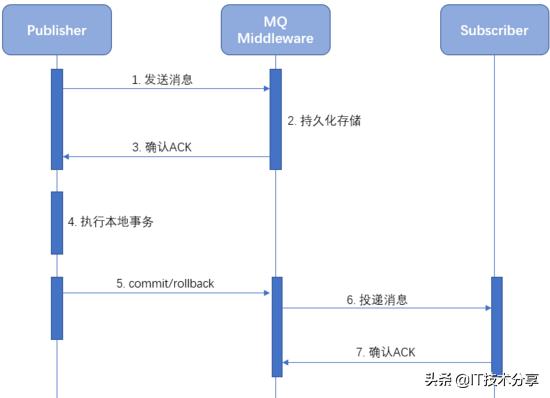 Publisher
MQ
Middleware
Subscriber
1. 发送消息
2. 持久化存储
3. 确认ACK
4. 执行本地事务
5. commit/rollback
6. 投递消息
7. 确认ACK
头条 @IT技术分享